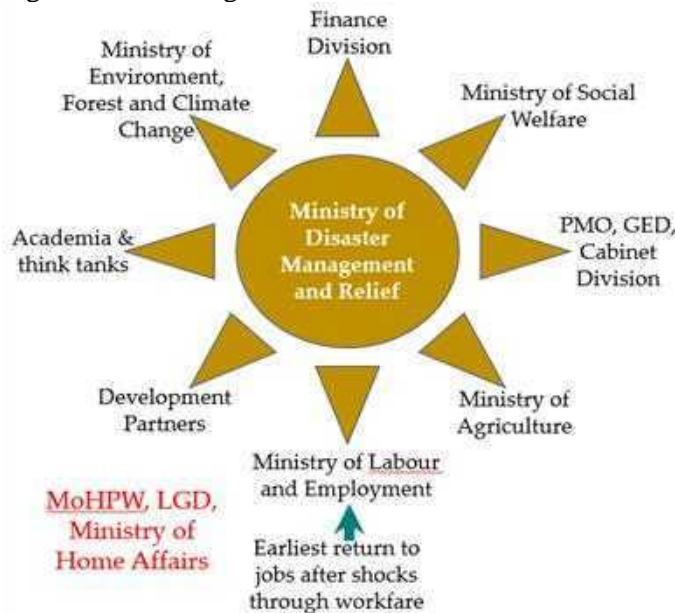 Finance
Division
Ministry of
Environment,
Forest and Climate
Change
Ministry of Social
Welfare
Ministry of
Disaster
Management
and Relief
Academia &
think tanks
PMO, GED,
Cabinet
Division
Development
Partners
Ministry of
Agriculture
Ministry of Labour
and Employment
MoHPW, LGD,
Ministry of
Home Affairs
Earliest return to
jobs after shocks
through workfare